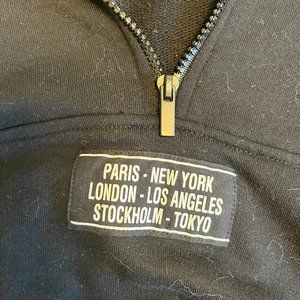 PARIS - NEW YORK
LONDON - LOS ANGELES
STOCKHOLM - TOKYO